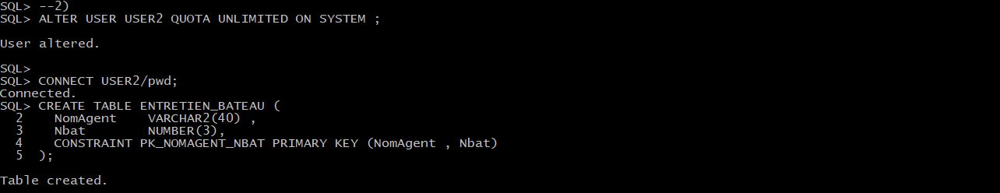 SQL> --2)
SQL> ALTER USER USER2 QUOTA UNLIMITED ON SYSTEM ;
User altered.
SQL>
SQL> CONNECT USER2/pwd;
Connected.
SQL> CREATE TABLE ENTRETIEN_BATEAU (
2 NomAgent VARCHAR2(40) ,
3 Nbat NUMBER(3),
4 CONSTRAINT PK_NOMAGENT_NBAT PRIMARY KEY (NomAgent , Nbat)
5 );
Table created.